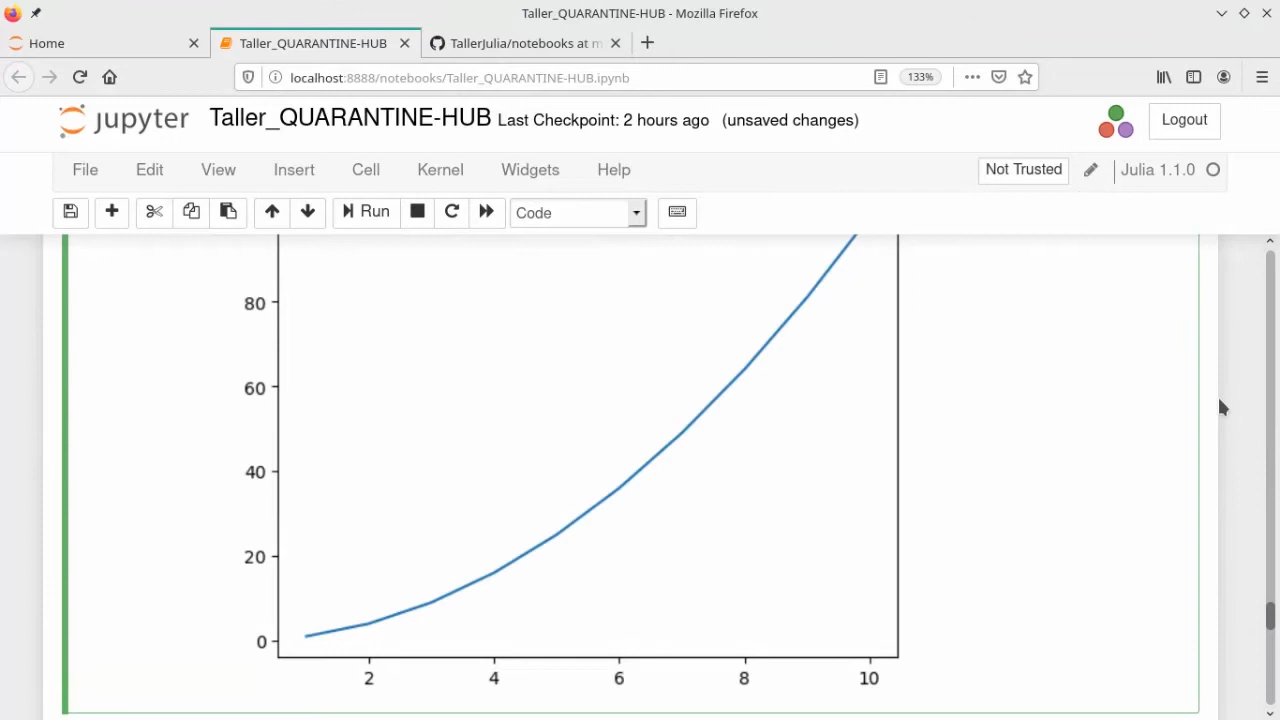 Taller_QUARANTINE-HUB - Mozilla Firefox
Home
Taller_QUARANTINE-HUB
TallerJulia/notebooks at m
localhost:8888/notebooks/Taller_QUARANTINE-HUB.ipynb
133%
jupyter Taller_QUARANTINE-HUB Last Checkpoint: 2 hours ago (unsaved changes)
Logout
File Edit View Insert Cell Kernel Widgets Help
Not Trusted
Julia 1.1.0
Run
Code
80
60
40
20
0
2 4 6 8 10